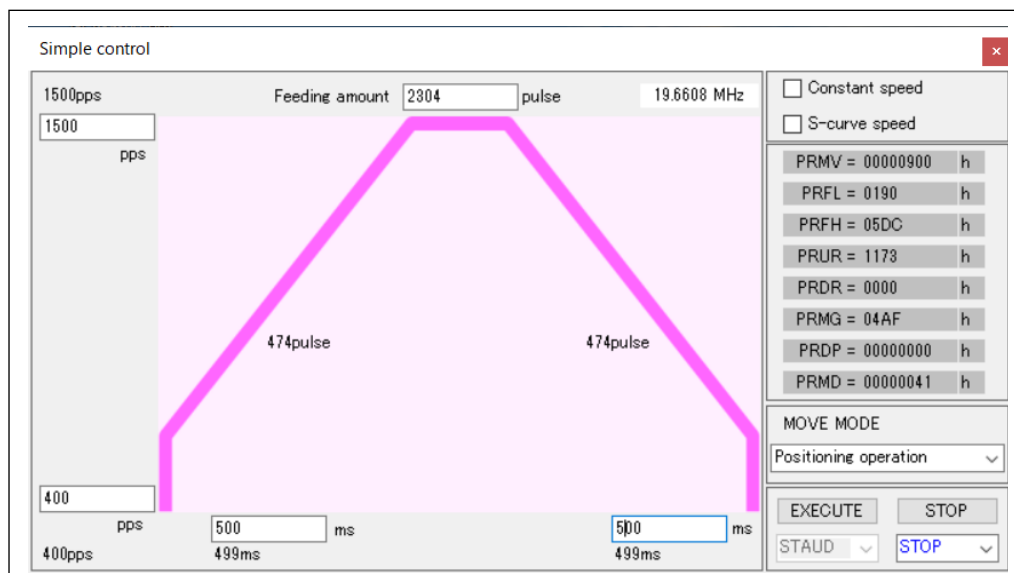 Simple control
×
1500pps
Feeding amount 2304 pulse 19.6608 MHz
1500
pps
474pulse
474pulse
400
pps
500 ms
500 ms
400pps
499ms
499ms
Constant speed
S-curve speed
PRMV = 00000900 h
PRFL = 0190 h
PRFH = 05DC h
PRUR = 1173 h
PRDR = 0000 h
PRMG = 04AF h
PRDP = 00000000 h
PRMD = 00000041 h
MOVE MODE
Positioning operation
EXECUTE STOP
STAUD STOP